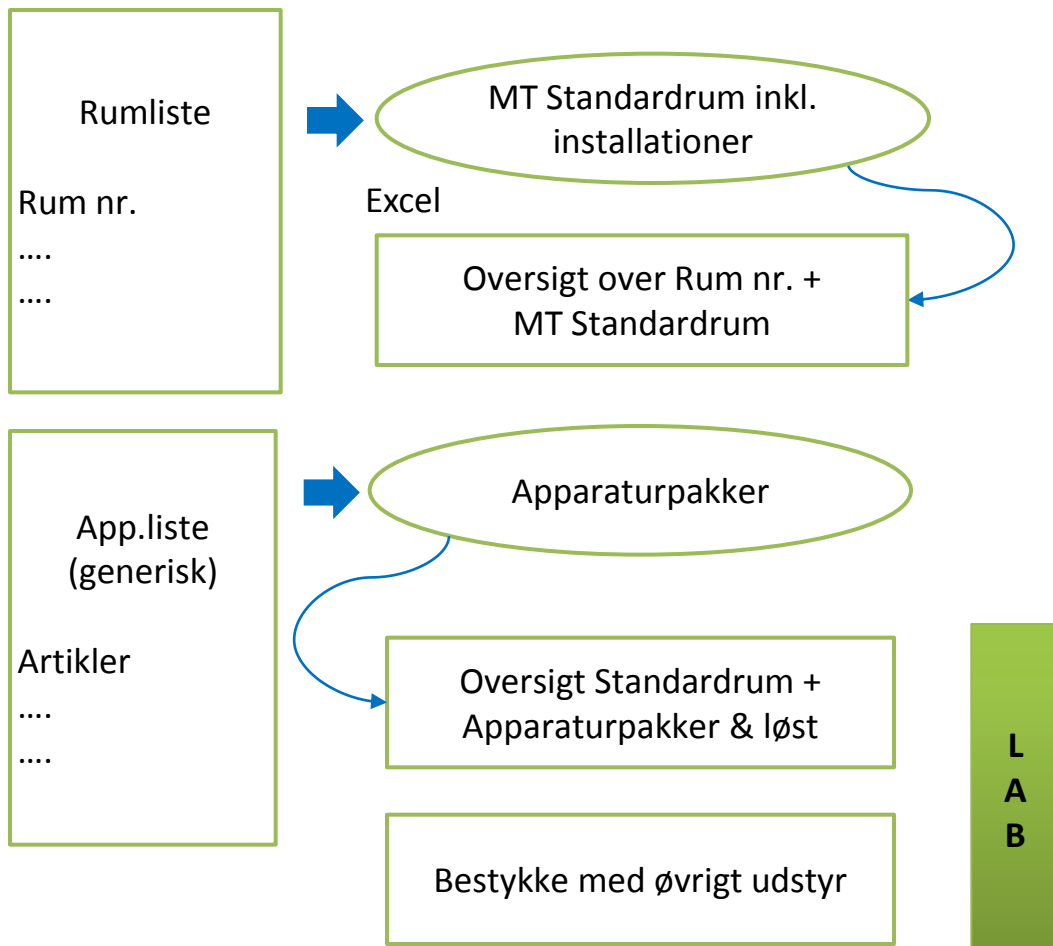 Rumliste
Rum nr.
....
....
MT Standardrum inkl.
installationer
Excel
Oversigt over Rum nr. +
MT Standardrum
App.liste
(generisk)
Artikler
....
....
Apparaturpakker
Oversigt Standardrum +
Apparaturpakker & løst
Bestykke med øvrigt udstyr
L
A
B